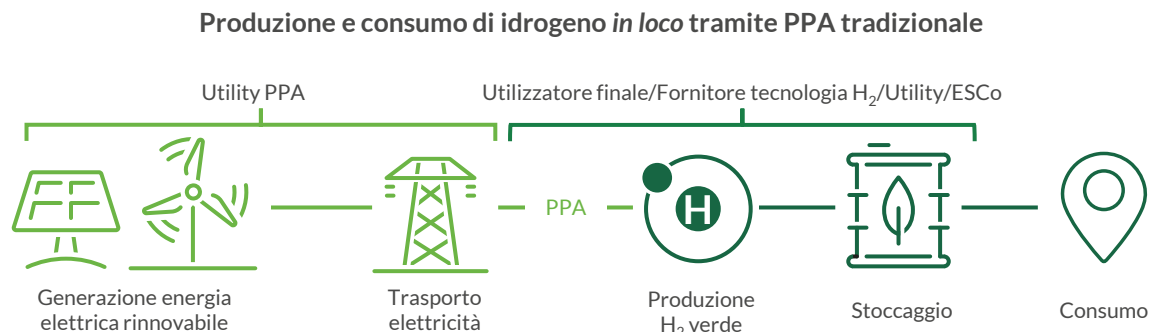 Produzione e consumo di idrogeno in loco tramite PPA tradizionale
Utility PPA
Utilizzatore finale/Fornitore tecnologia H₂/Utility/ESCo
PPA
H
Generazione energia
elettrica rinnovabile
Trasporto
elettricità
Produzione
H₂ verde
Stoccaggio
Consumo